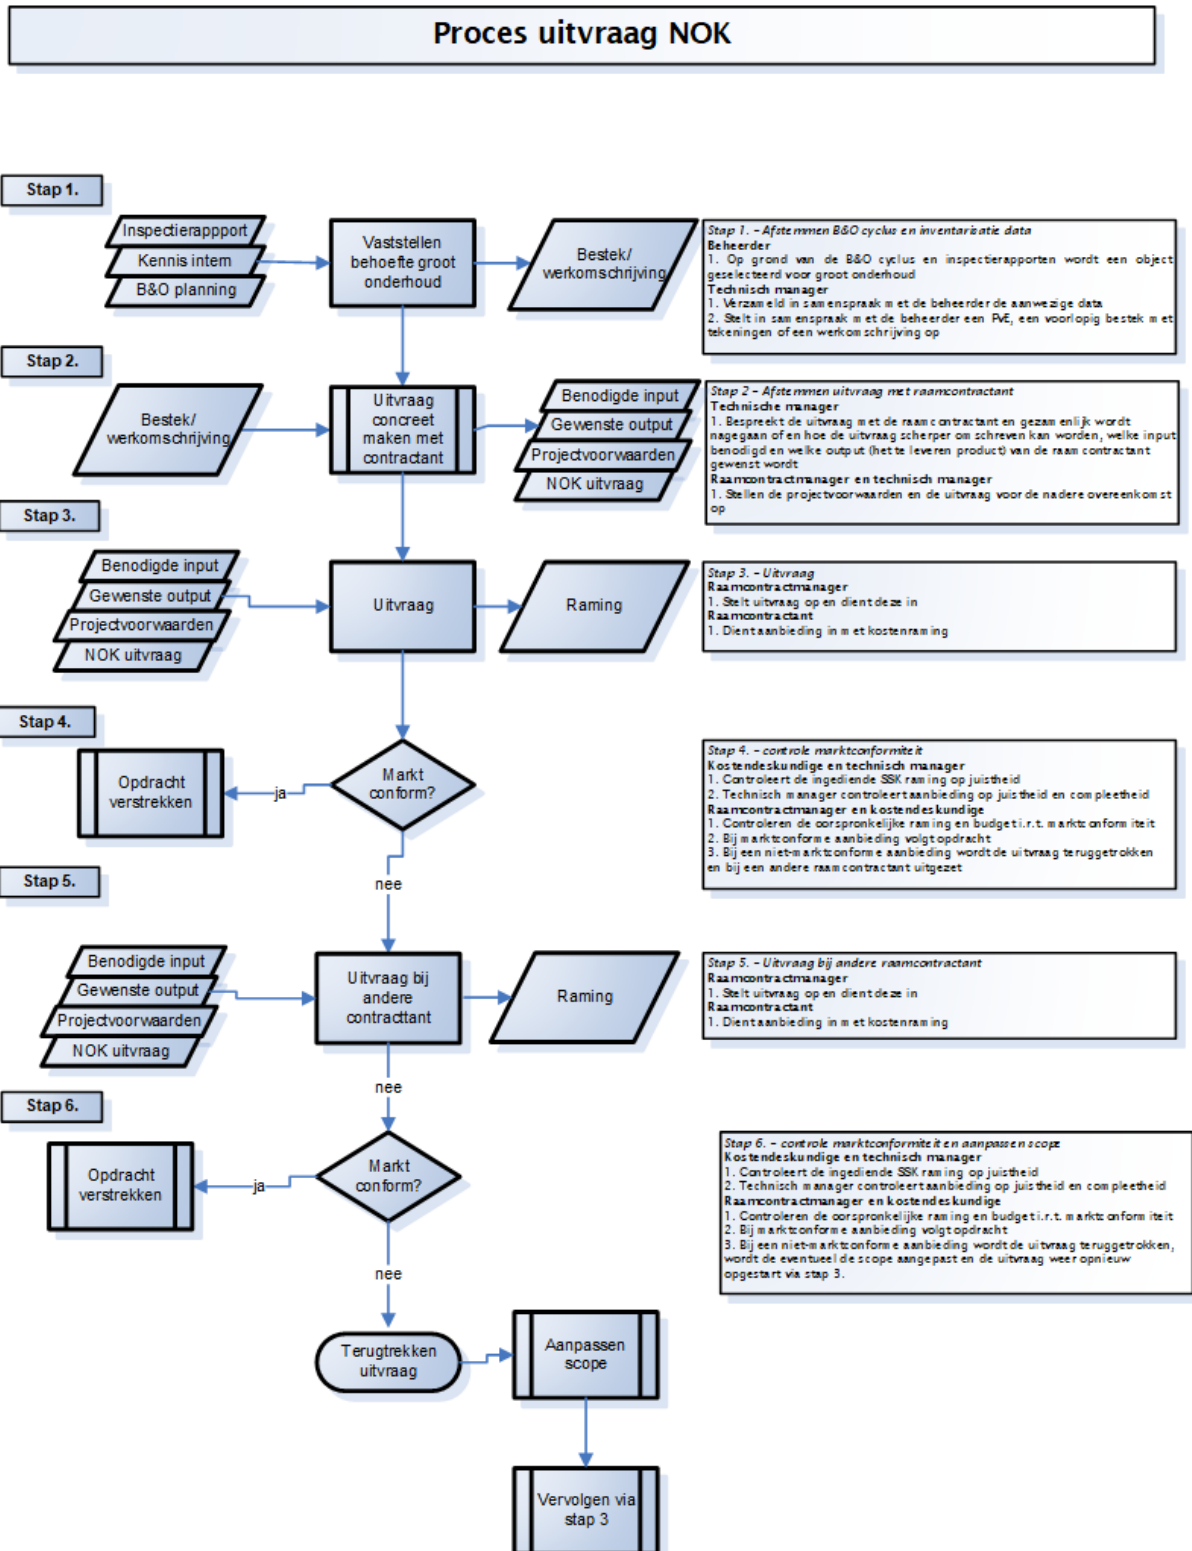 Proces uitvraag NOK
Stap 1.
Inspectierappport
Kennis intern
B&O planning
Vaststellen
behoefte groot
onderhoud
Bestek/
werkomschrijving
Stap 1. - Afstemmen B&O cyclus en inventarisatie data
Beheerder
1. Op grond van de B&O cyclus en inspectierapporten wordt een object
geselecteerd voor groot onderhoud
Technisch manager
1. Verzameld in samenspraak met de beheerder de aanwezige data
2. Stelt in samenspraak met de beheerder een PvE, een voorlopig bestek met
tekeningen of een werkomschrijving op
Stap 2.
Bestek/
werkomschrijving
Uitvraag
concreet
maken met
contractant
Benodigde input
Gewenste output
Projectvoorwaarden
NOK uitvraag
Stap 2 - Afstemmen uitvraag met raamcontractant
Technische manager
1. Bespreekt de uitvraag met de raamcontractant en gezamenlijk wordt
nagegaan of en hoe de uitvraag scherper omschreven kan worden, welke input
benodigd en welke output (het te leveren product) van de raamcontractant
gewenst wordt
Raamcontractmanager en technisch manager
1. Stellen de projectvoorwaarden en de uitvraag voor de nadere overeenkomst
op
Stap 3.
Benodigde input
Gewenste output
Projectvoorwaarden
NOK uitvraag
Uitvraag
Raming
Stap 3. - Uitvraag
Raamcontractmanager
1. Stelt uitvraag op en dient deze in
Raamcontractant
1. Dient aanbieding in met kostenraming
Stap 4.
Opdracht
verstrekken
ja
Markt
conform?
nee
Stap 4. - controle marktconformiteit
Kostendeskundige en technisch manager
1. Controleert de ingediende SSK raming op juistheid
2. Technisch manager controleert aanbieding op juistheid en compleetheid
Raamcontractmanager en kostendeskundige
1. Controleren de oorspronkelijke raming en budget i.r.t. marktconformiteit
2. Bij marktconforme aanbieding volgt opdracht
3. Bij een niet-marktconforme aanbieding wordt de uitvraag teruggetrokken
en bij een andere raamcontractant uitgezet
Stap 5.
Benodigde input
Gewenste output
Projectvoorwaarden
NOK uitvraag
Uitvraag bij
andere
contracttant
Raming
nee
Stap 5. - Uitvraag bij andere raamcontractant
Raamcontractmanager
1. Stelt uitvraag op en dient deze in
Raamcontractant
1. Dient aanbieding in met kostenraming
Stap 6.
Opdracht
verstrekken
ja
Markt
conform?
nee
Stap 6. - controle marktconformiteit en aanpassen scope
Kostendeskundige en technisch manager
1. Controleert de ingediende SSK raming op juistheid
2. Technisch manager controleert aanbieding op juistheid en compleetheid
Raamcontractmanager en kostendeskundige
1. Controleren de oorspronkelijke raming en budget i.r.t. marktconformiteit
2. Bij marktconforme aanbieding volgt opdracht
3. Bij een niet-marktconforme aanbieding wordt de uitvraag teruggetrokken,
wordt de eventueel de scope aangepast en de uitvraag weer opnieuw
opgestart via stap 3.
Terugtrekken
uitvraag
Aanpassen
scope
Vervolgen via
stap 3